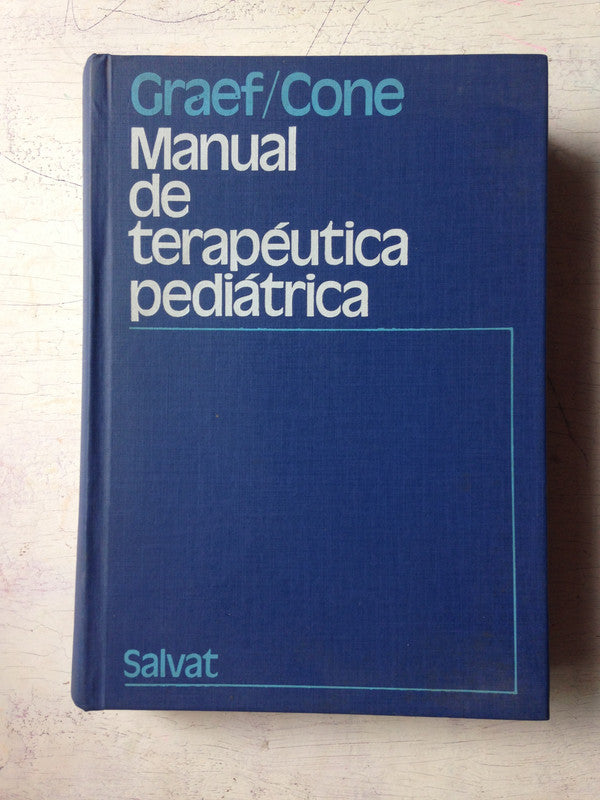 Graef/Cone
Manual
de
terapéutica
pediátrica
Salvat